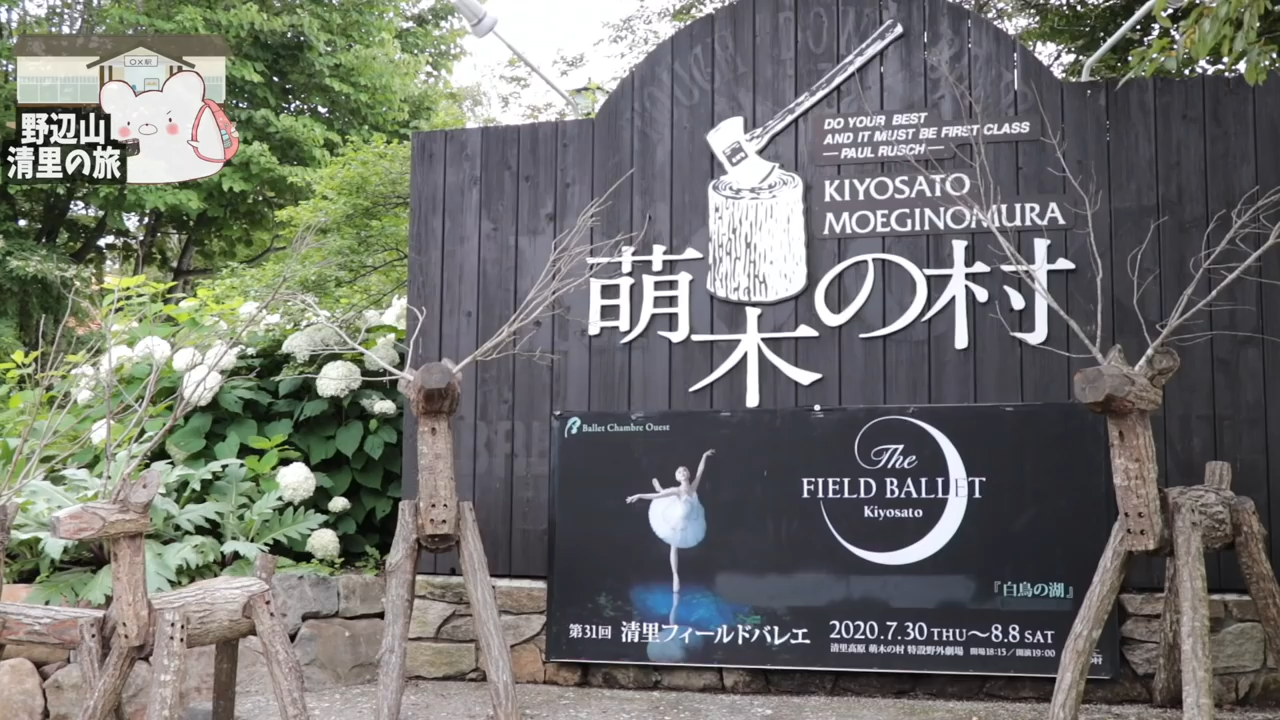 ○×駅
野辺山
清里の旅
DO YOUR BEST
AND IT MUST BE FIRST CLASS
— PAUL RUSCH —
KIYOSATO
MOEGINOMURA
萌木の村
Ballet Chambre Ouest
The
FIELD BALLET
Kiyosato
『白鳥の湖』
第31回 清里フィールドバレエ
2020.7.30 THU〜8.8 SAT
清里高原 萌木の村 特設野外劇場 開場18:15/開演19:00